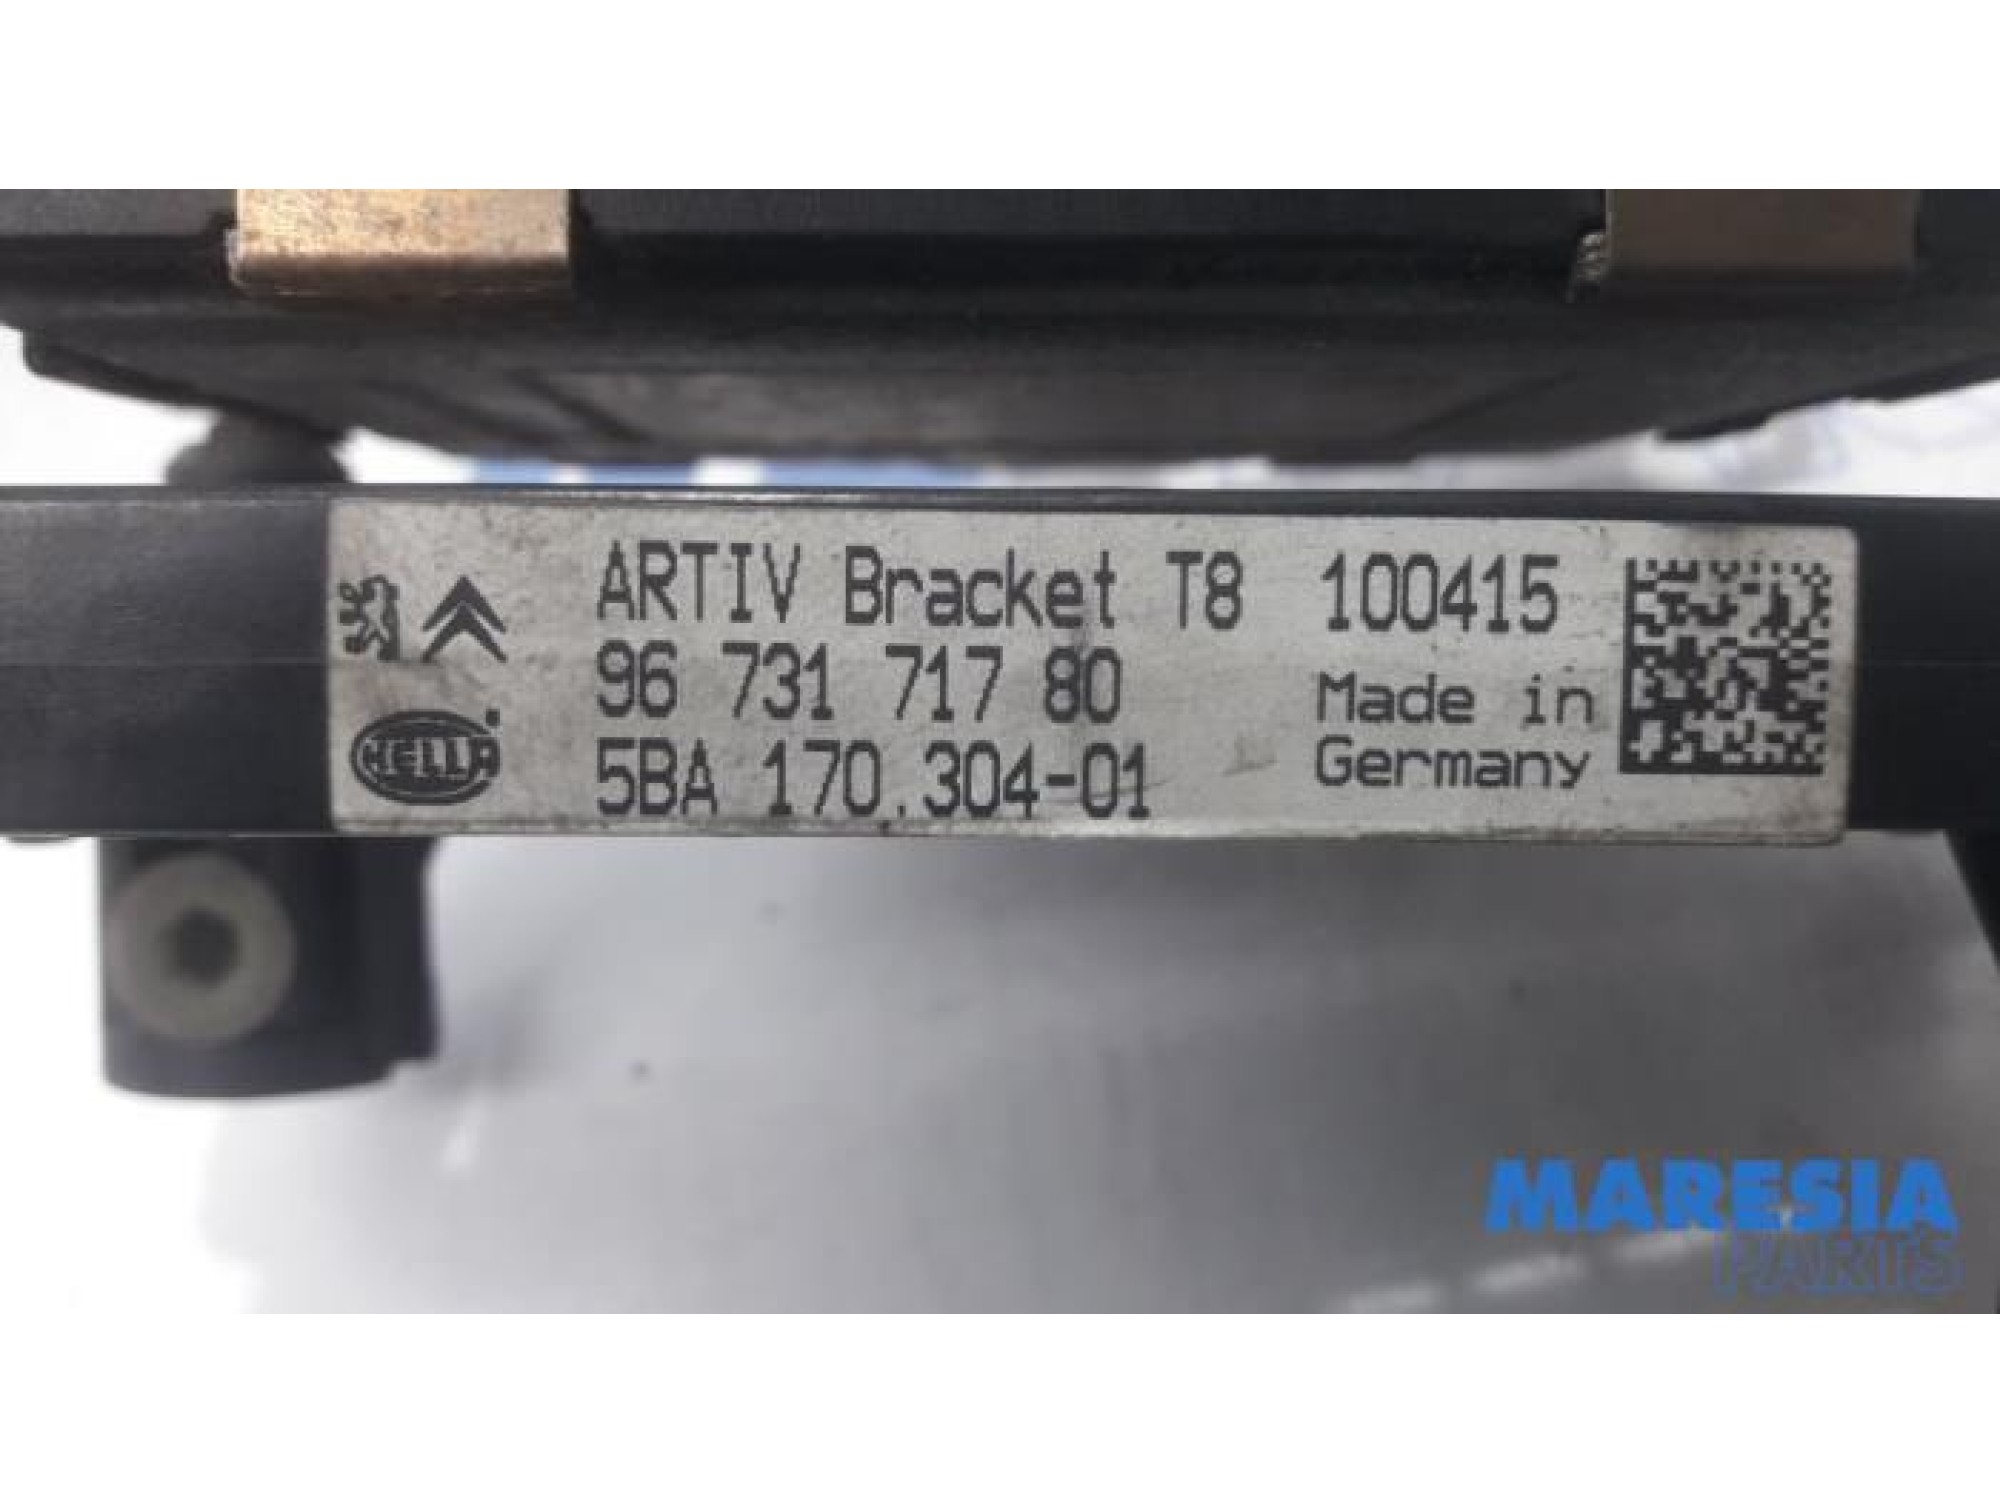 ARTIV Bracket T8 100415
96 731 717 80
5BA 170.304-01
Made in
Germany
HELLA
MARESIA
PARTS